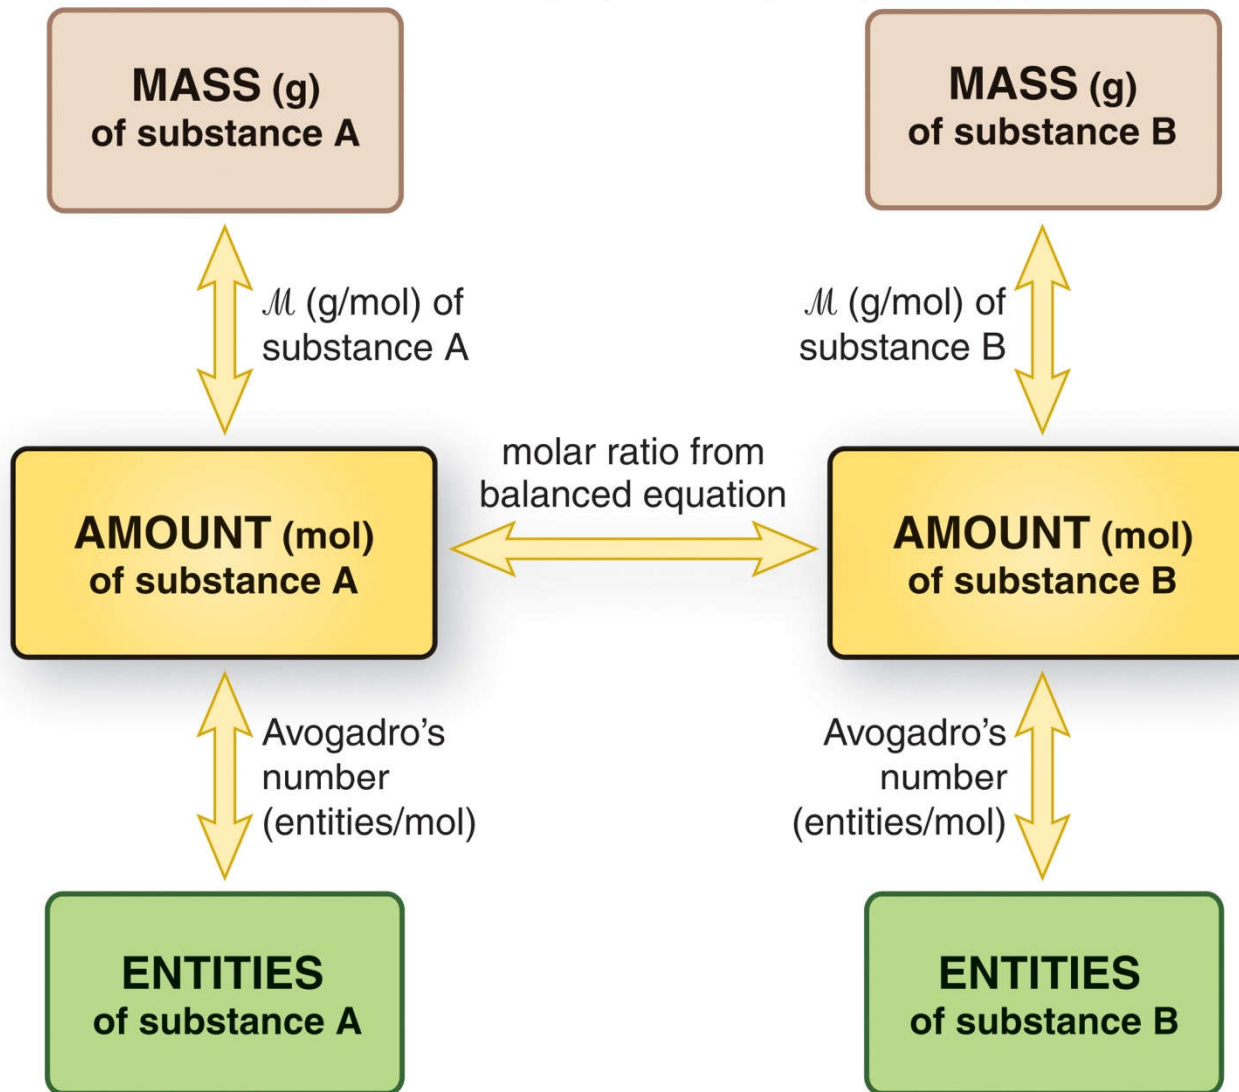 MASS (g)
of substance A
MASS (g)
of substance B
ℳ (g/mol) of
substance A
ℳ (g/mol) of
substance B
molar ratio from
balanced equation
AMOUNT (mol)
of substance A
AMOUNT (mol)
of substance B
Avogadro’s
number
(entities/mol)
Avogadro’s
number
(entities/mol)
ENTITIES
of substance A
ENTITIES
of substance B